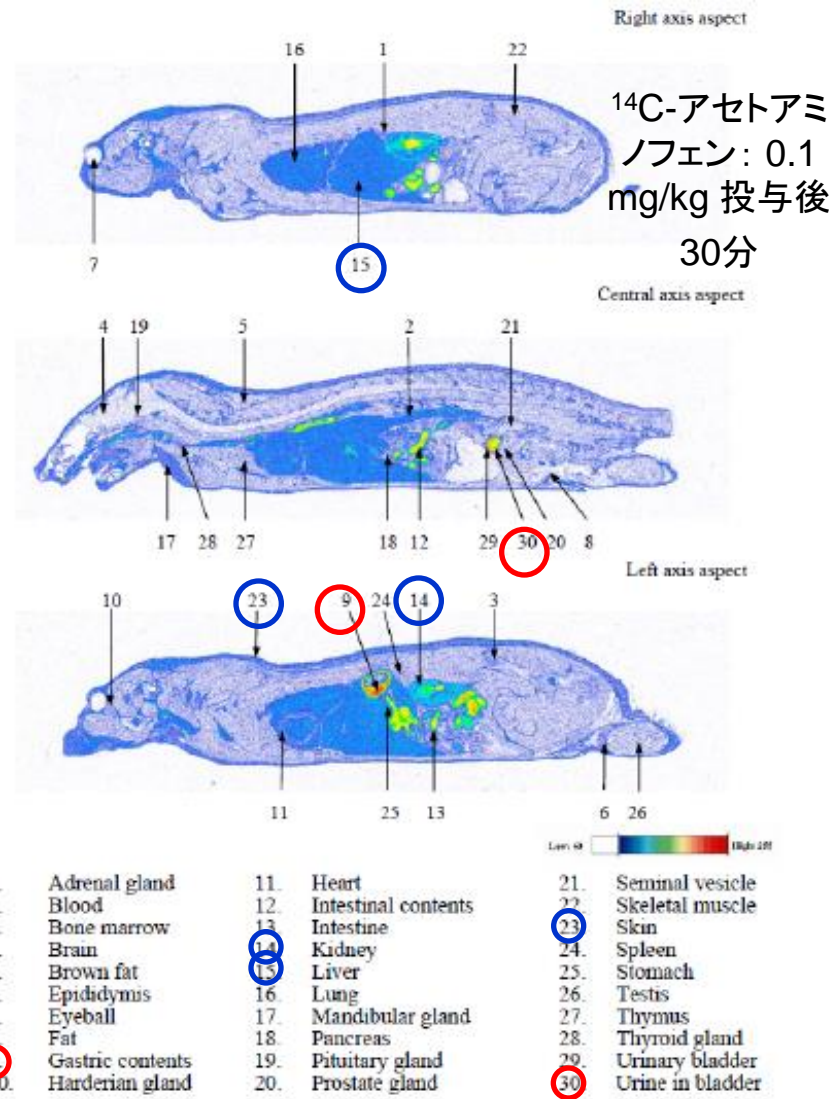 Right axis aspect
16 1 22
¹⁴C-アセトアミ
ノフェン: 0.1
mg/kg 投与後
30分
7 15
Central axis aspect
4 19 5 2 21
17 28 27 18 12 29 30 20 8
Left axis aspect
10 23 9 24 14 3
11 25 13 6 26
Adrenal gland 11. Heart 21. Seminal vesicle
Blood 12. Intestinal contents 22. Skeletal muscle
Bone marrow 13. Intestine 23. Skin
Brain 14. Kidney 24. Spleen
Brown fat 15. Liver 25. Stomach
Epididymis 16. Lung 26. Testis
Eyeball 17. Mandibular gland 27. Thymus
Fat 18. Pancreas 28. Thyroid gland
Gastric contents 19. Pituitary gland 29. Urinary bladder
0. Harderian gland 20. Prostate gland 30. Urine in bladder